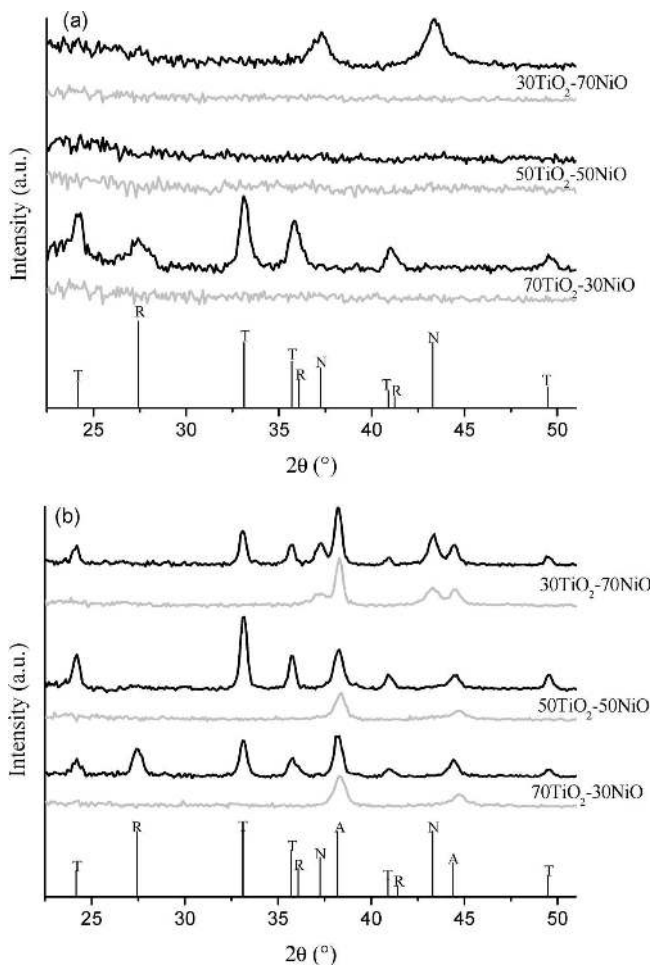 (a)
Intensity (a.u.)
30TiO₂-70NiO
50TiO₂-50NiO
70TiO₂-30NiO
T R T T R N T R N T
25 30 35 40 45 50
2θ (°)
(b)
Intensity (a.u.)
30TiO₂-70NiO
50TiO₂-50NiO
70TiO₂-30NiO
T R T T R N A T R N A T
25 30 35 40 45 50
2θ (°)